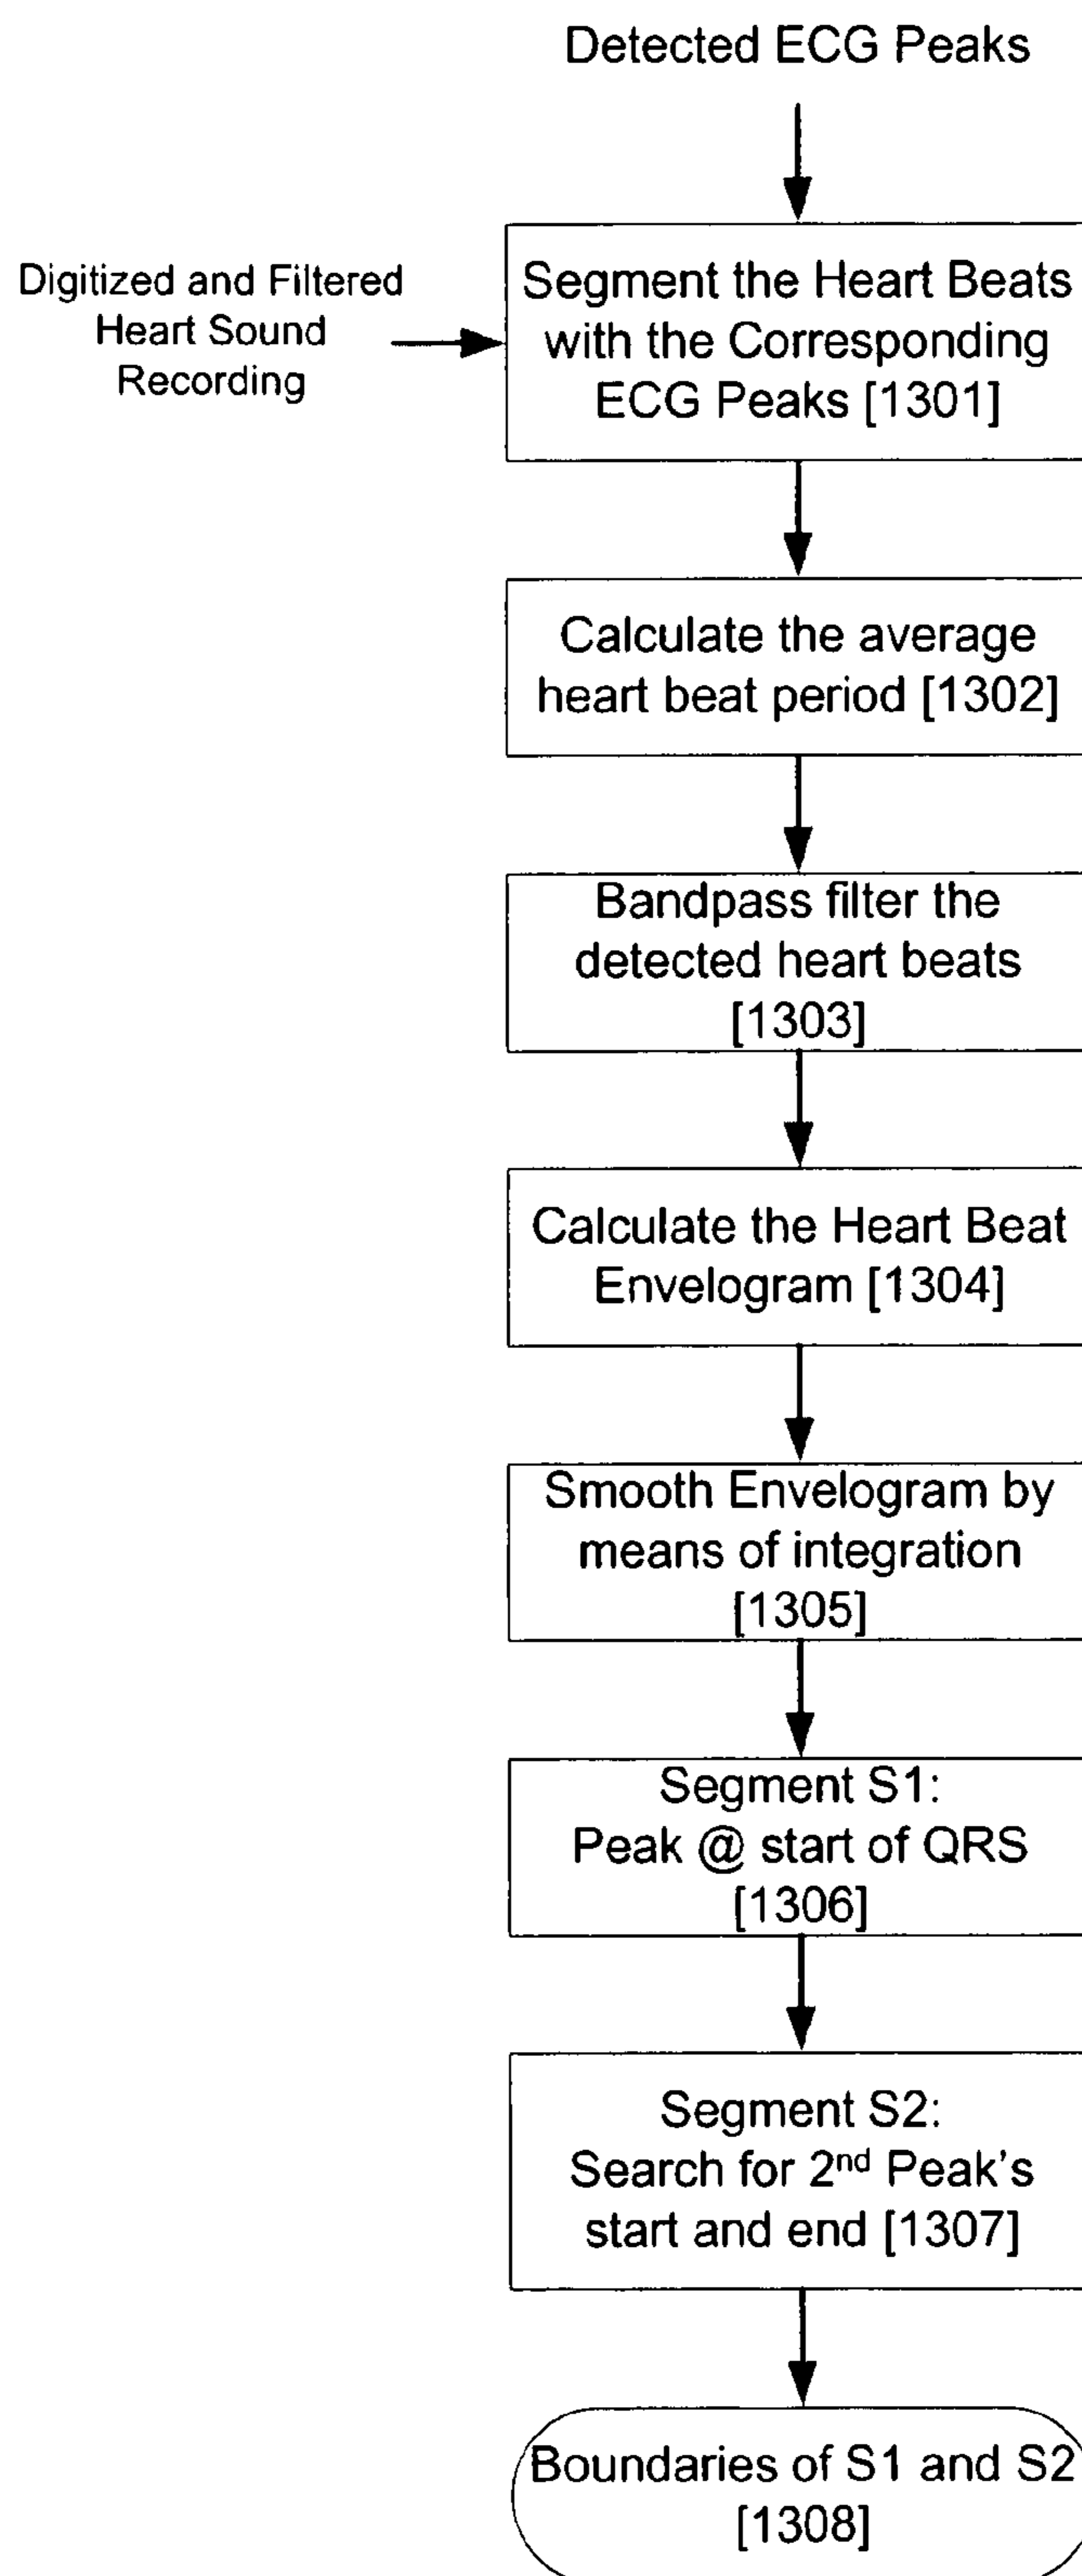 Detected ECG Peaks
Digitized and Filtered
Heart Sound
Recording
Segment the Heart Beats
with the Corresponding
ECG Peaks [1301]
Calculate the average
heart beat period [1302]
Bandpass filter the
detected heart beats
[1303]
Calculate the Heart Beat
Envelogram [1304]
Smooth Envelogram by
means of integration
[1305]
Segment S1:
Peak @ start of QRS
[1306]
Segment S2:
Search for 2nd Peak's
start and end [1307]
Boundaries of S1 and S2
[1308]